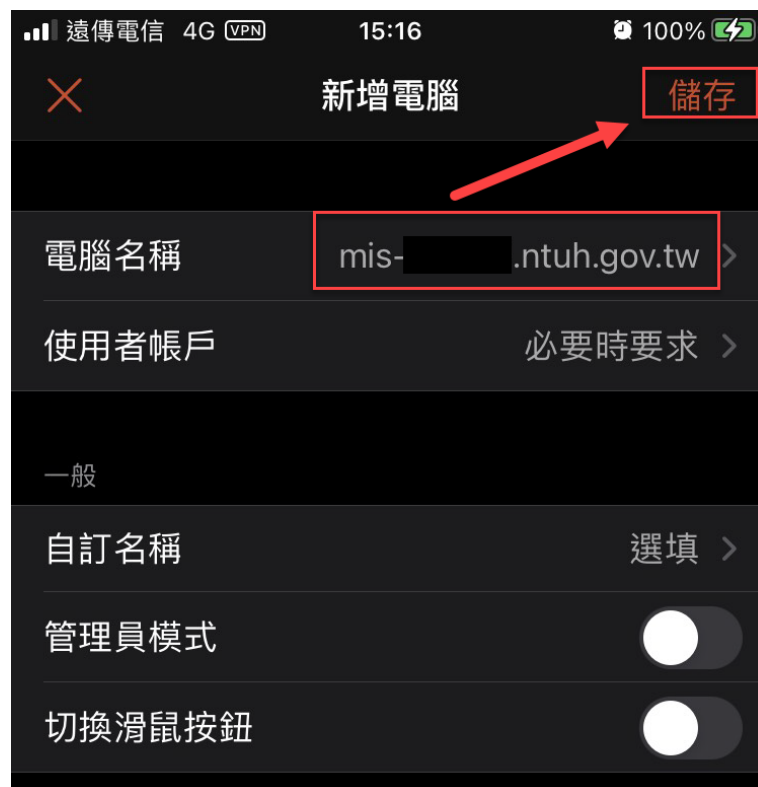 遠傳電信 4G VPN 15:16 100%
新增電腦 儲存
電腦名稱 mis- .ntuh.gov.tw
使用者帳戶 必要時要求
一般
自訂名稱 選填
管理員模式
切換滑鼠按鈕